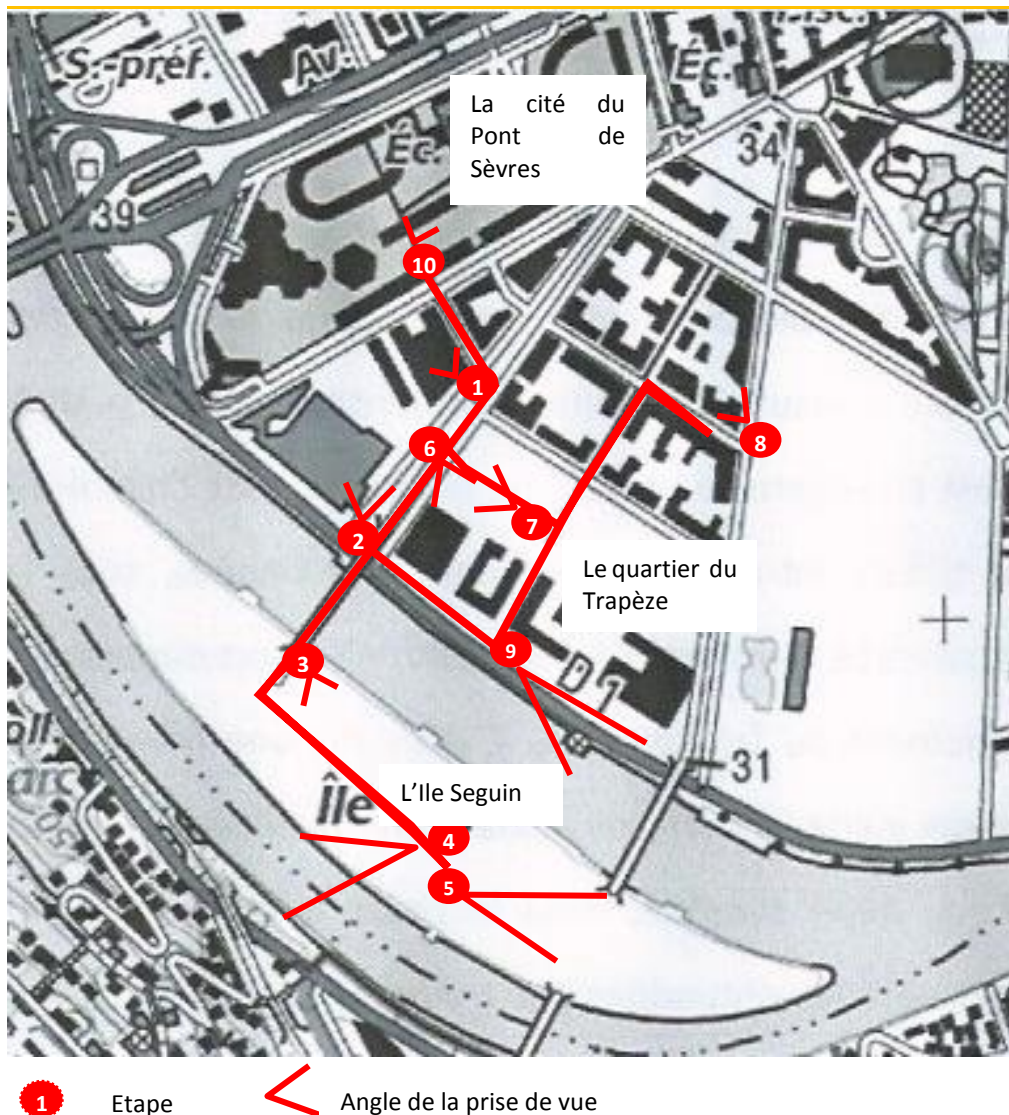 S.-préf.
Av.
Éc.
La cité du
Pont de
Sèvres
Éc.
34
39
10
1
6
8
7
2
Le quartier du
Trapèze
9
3
31
L'Ile Seguin
Île
4
5
1 Etape
Angle de la prise de vue